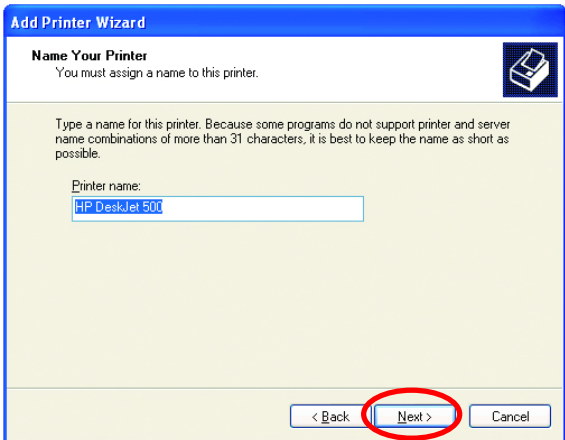 Add Printer Wizard
Name Your Printer
You must assign a name to this printer.
Type a name for this printer. Because some programs do not support printer and server
name combinations of more than 31 characters, it is best to keep the name as short as
possible.
Printer name:
HP DeskJet 500
< Back Next > Cancel